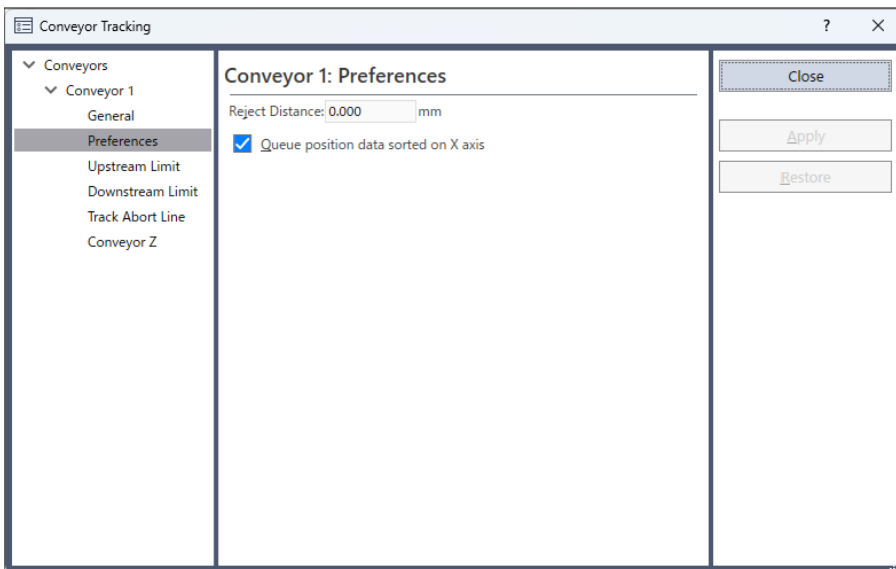 Conveyor Tracking
?
Conveyors
Conveyor 1
General
Preferences
Upstream Limit
Downstream Limit
Track Abort Line
Conveyor Z
Conveyor 1: Preferences
Reject Distance: 0.000 mm
Queue position data sorted on X axis
Close
Apply
Restore